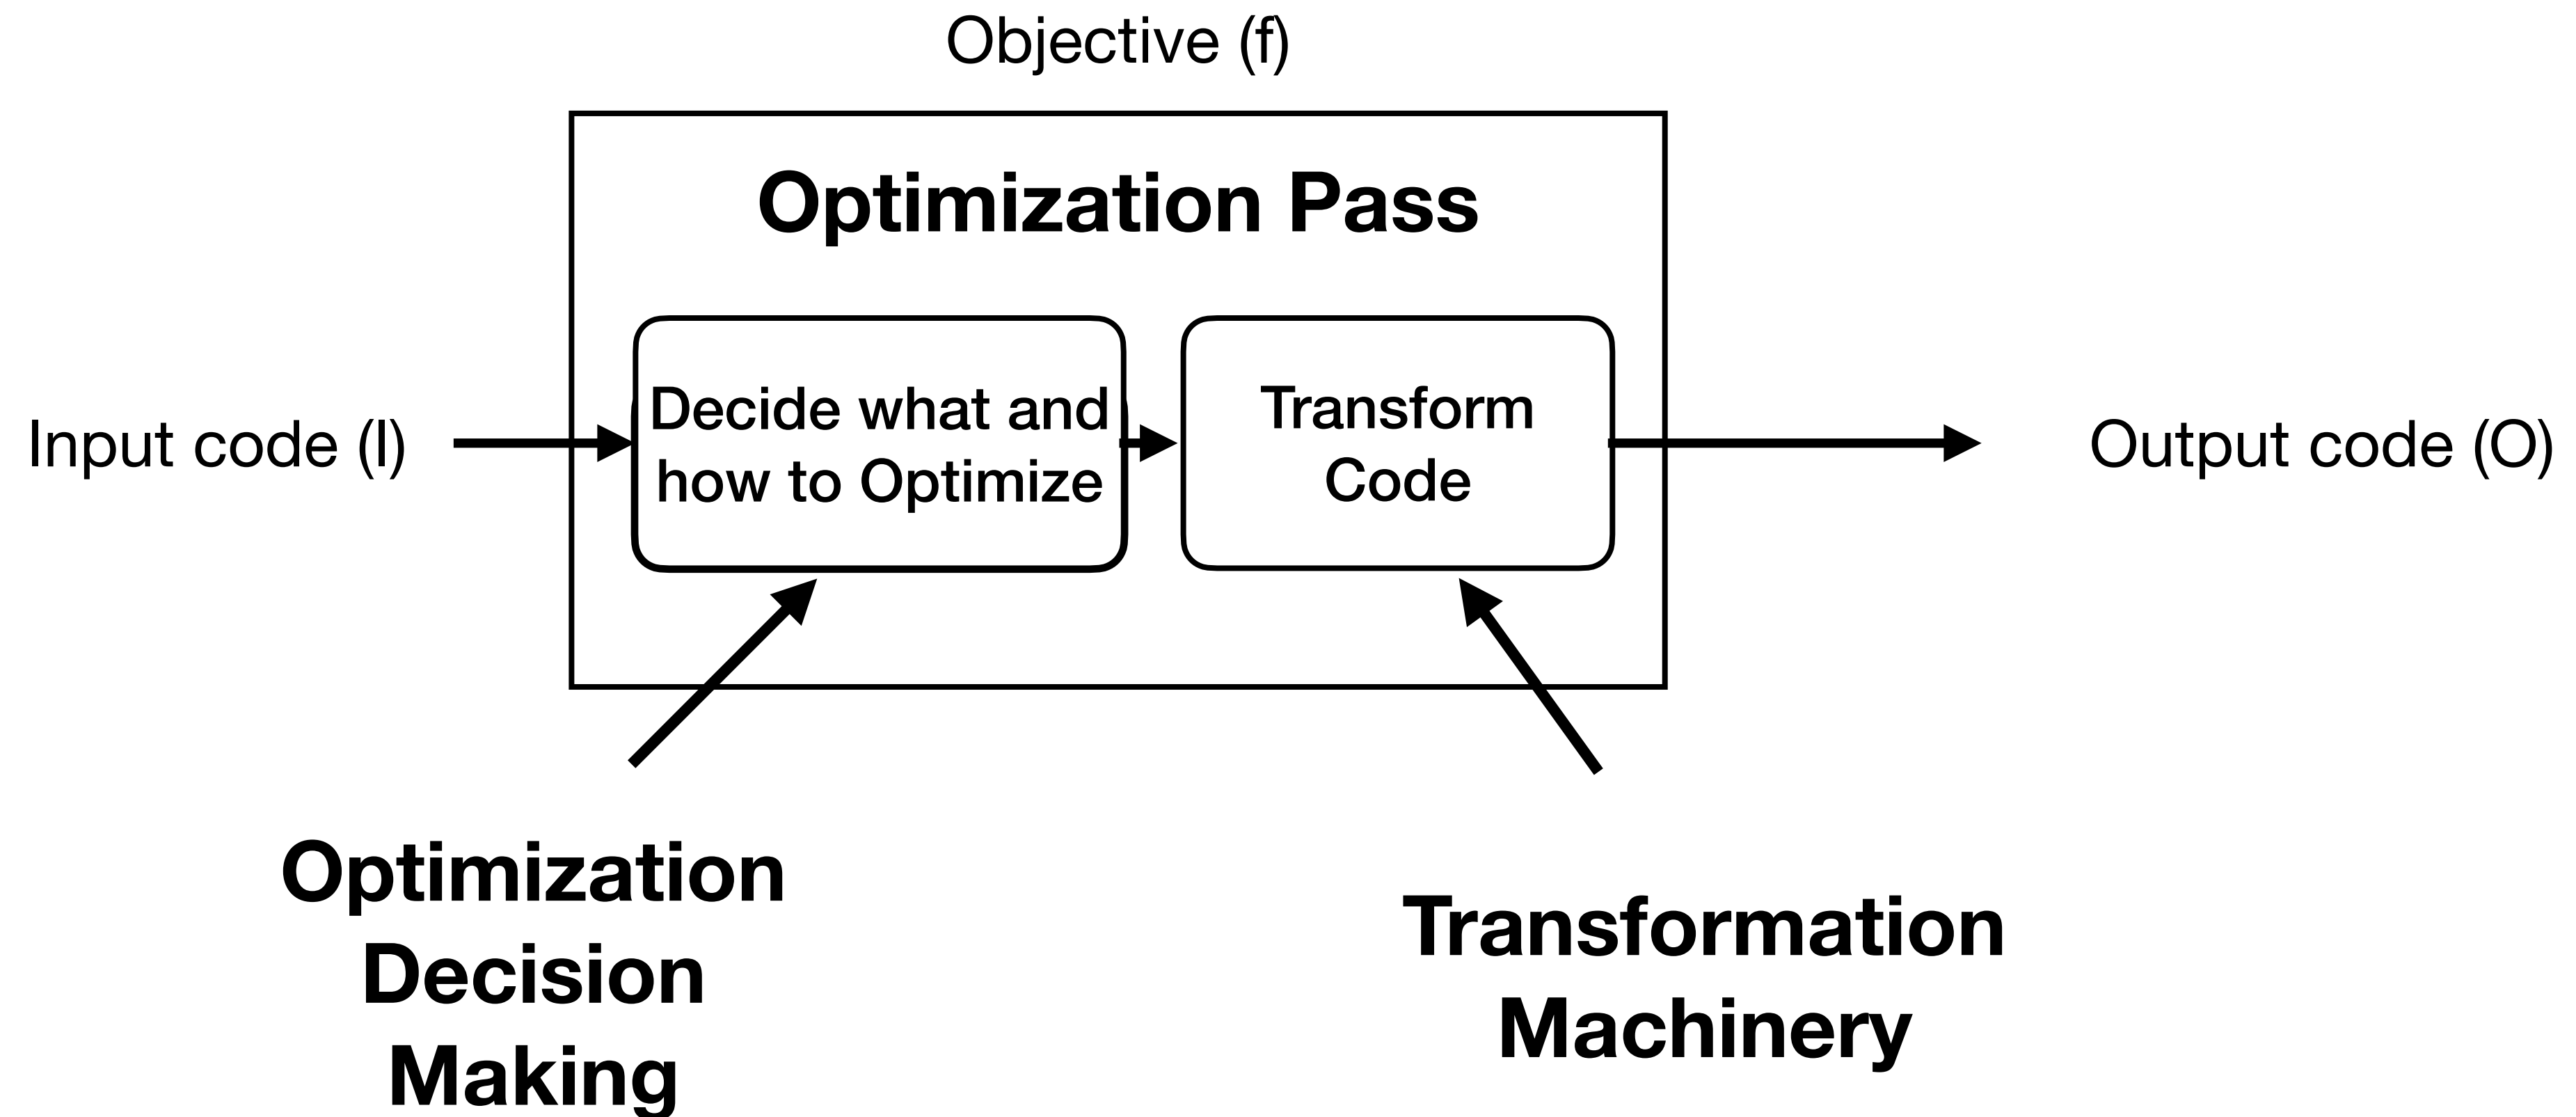 Objective (f)
Optimization Pass
Input code (I)
Decide what and
how to Optimize
Transform
Code
Output code (O)
Optimization
Decision
Making
Transformation
Machinery